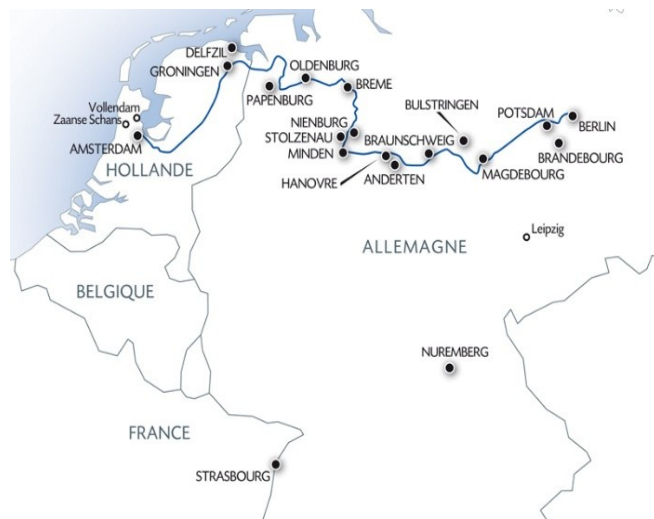 DELFZIL
OLDENBURG
GRONINGEN
BREME
PAPENBURG
BULSTRINGEN
Vollendam
POTSDAM
Zaanse Schans
NIENBURG
BERLIN
STOLZENAU
BRAUNSCHWEIG
AMSTERDAM
MINDEN
BRANDEBOURG
MAGDEBOURG
HOLLANDE
HANOVRE
ANDERTEN
Leipzig
ALLEMAGNE
BELGIQUE
NUREMBERG
FRANCE
STRASBOURG